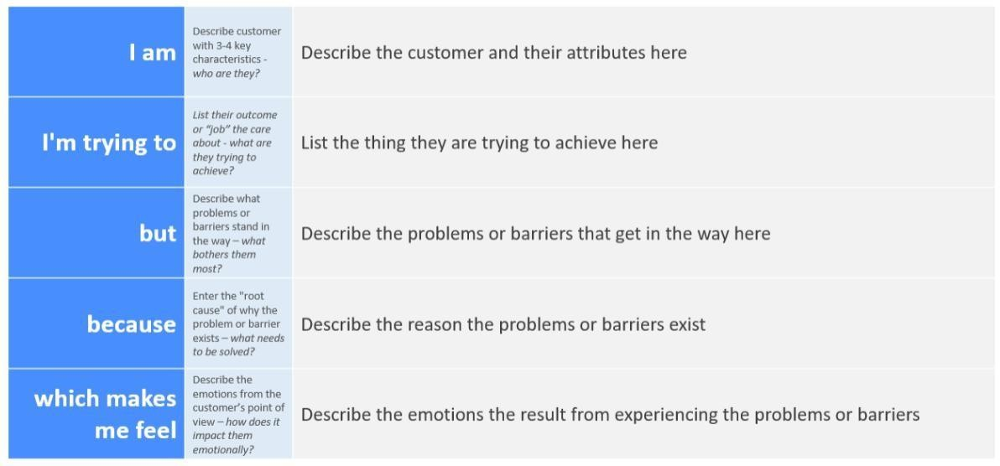 I am
Describe customer
with 3-4 key
characteristics -
who are they?
Describe the customer and their attributes here
I'm trying to
List their outcome
or “job” the care
about - what are
they trying to
achieve?
List the thing they are trying to achieve here
but
Describe what
problems or
barriers stand in
the way – what
bothers them
most?
Describe the problems or barriers that get in the way here
because
Enter the "root
cause" of why the
problem or barrier
exists – what needs
to be solved?
Describe the reason the problems or barriers exist
which makes
me feel
Describe the
emotions from the
customer's point of
view – how does it
impact them
emotionally?
Describe the emotions the result from experiencing the problems or barriers